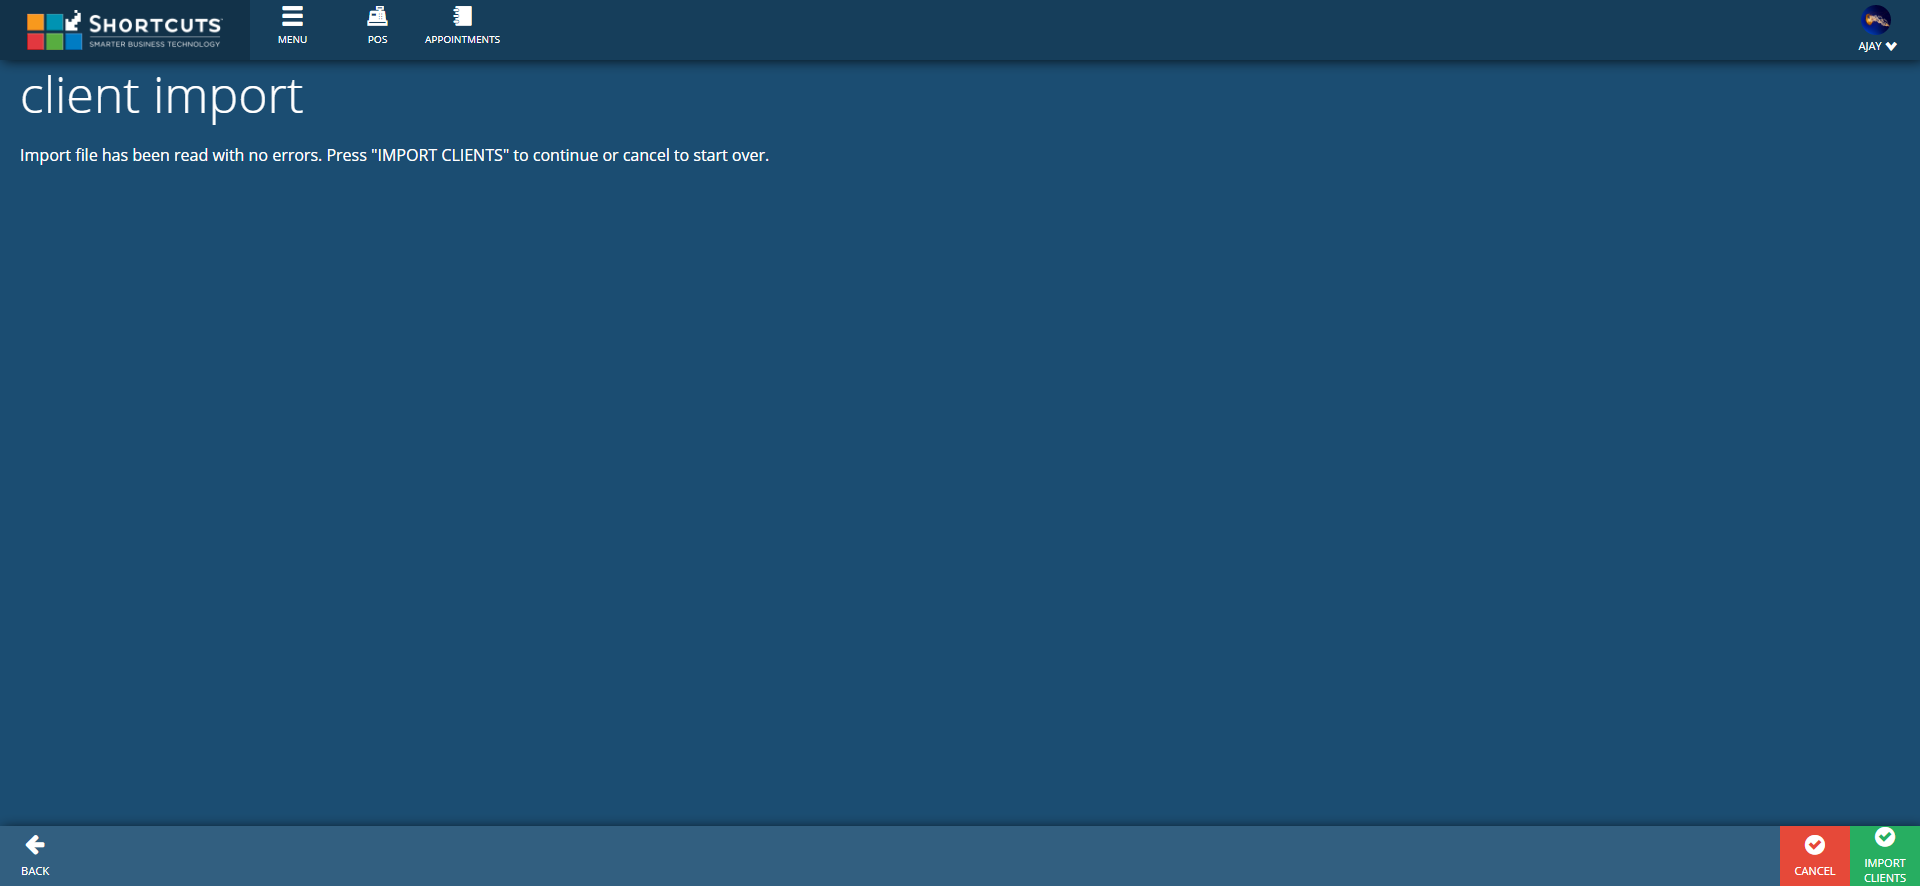 SHORTCUTS
SMARTER BUSINESS TECHNOLOGY
MENU
POS
APPOINTMENTS
AJAY
client import
Import file has been read with no errors. Press "IMPORT CLIENTS" to continue or cancel to start over.
BACK
CANCEL
IMPORT
CLIENTS